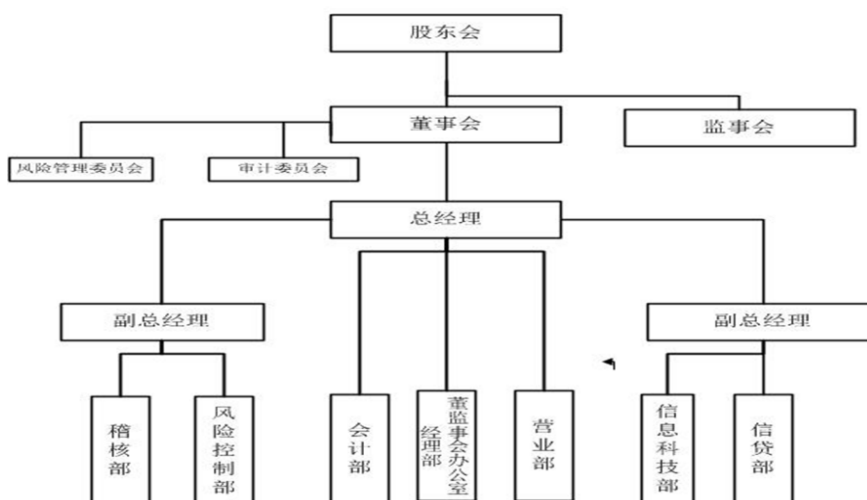 股东会
董事会
监事会
风险管理委员会
审计委员会
总经理
副总经理
副总经理
稽核部
风险控制部
会计部
董监事会办公室
经理部
营业部
信息科技部
信贷部